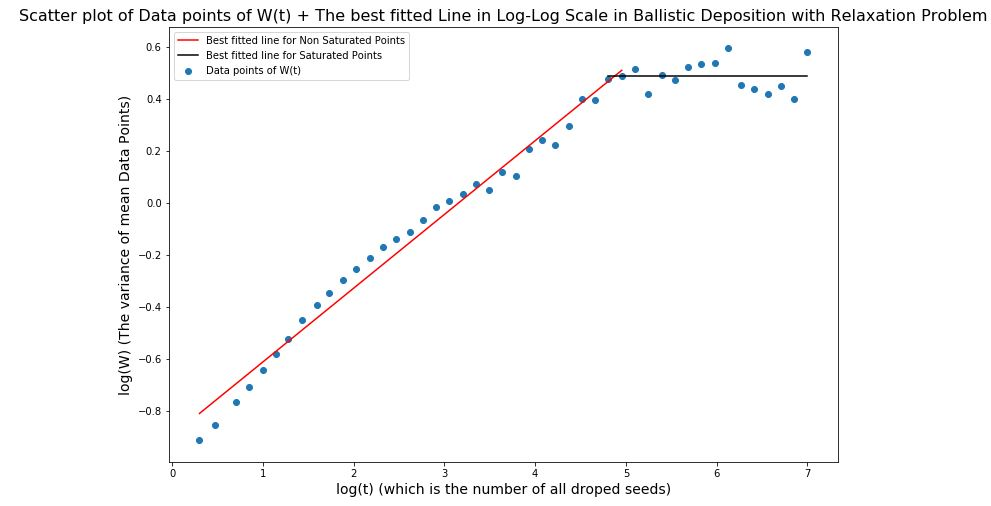 Scatter plot of Data points of W(t) + The best fitted Line in Log-Log Scale in Ballistic Deposition with Relaxation Problem
Best fitted line for Non Saturated Points
Best fitted line for Saturated Points
Data points of W(t)
log(W) (The variance of mean Data Points)
0.6
0.4
0.2
0.0
−0.2
−0.4
−0.6
−0.8
0 1 2 3 4 5 6 7
log(t) (which is the number of all droped seeds)